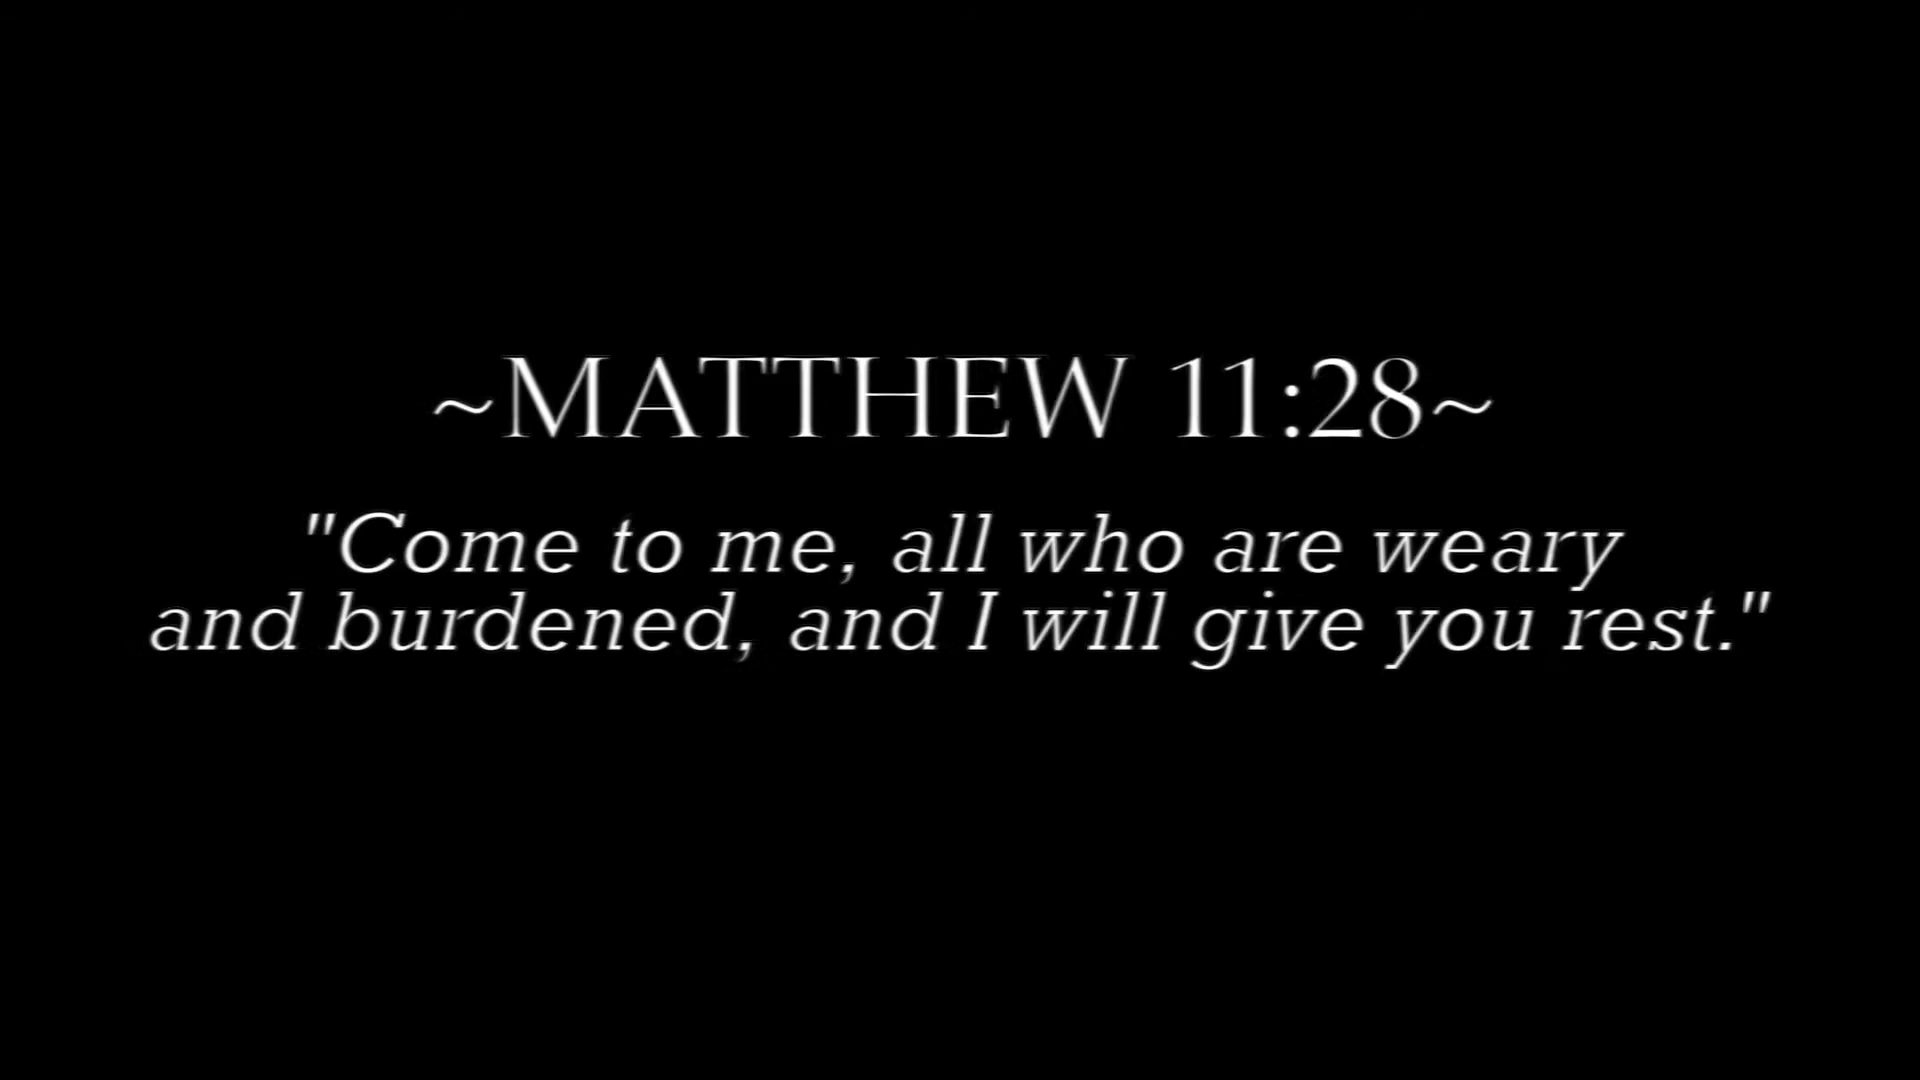 ~MATTHEW 11:28~
"Come to me, all who are weary
and burdened, and I will give you rest."